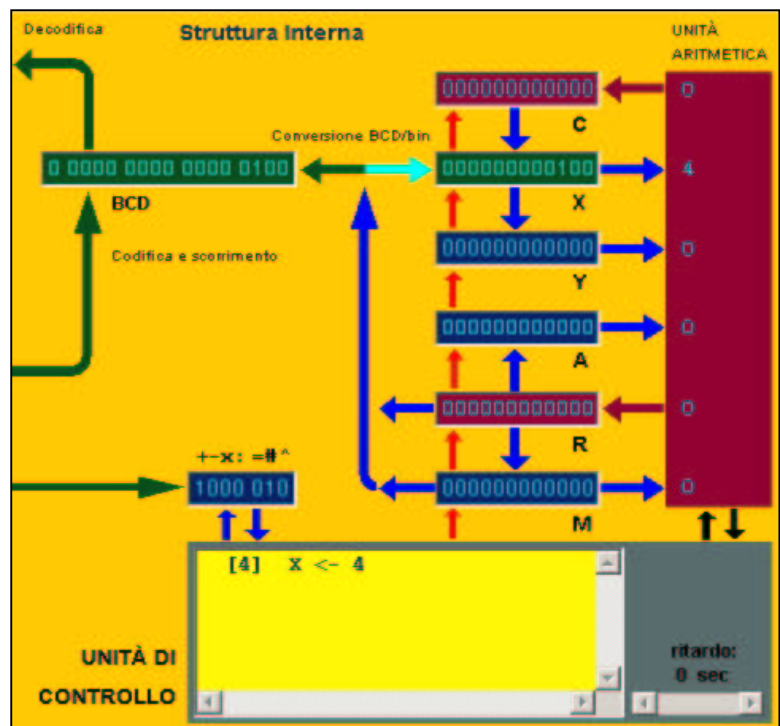 Decodifica
Struttura Interna
UNITÀ
ARITMETICA
000000000000
0
C
Conversione BCD/bin
0 0000 0000 0000 0100
000000000100
4
BCD
X
Codifica e scorrimento
000000000000
0
Y
000000000000
0
A
000000000000
0
R
+-x: =#^
1000 010
000000000000
0
M
[4] X <- 4
UNITÀ DI
CONTROLLO
ritardo:
0 sec